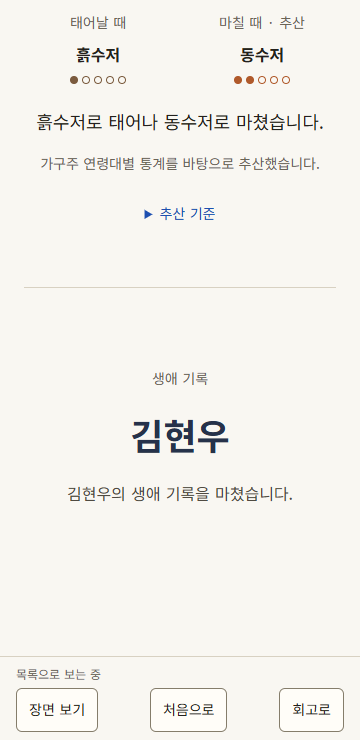 태어날 때
마칠 때 · 추산
흙수저
동수저
흙수저로 태어나 동수저로 마쳤습니다.
가구주 연령대별 통계를 바탕으로 추산했습니다.
▶ 추산 기준
생애 기록
김현우
김현우의 생애 기록을 마쳤습니다.
목록으로 보는 중
장면 보기
처음으로
회고로